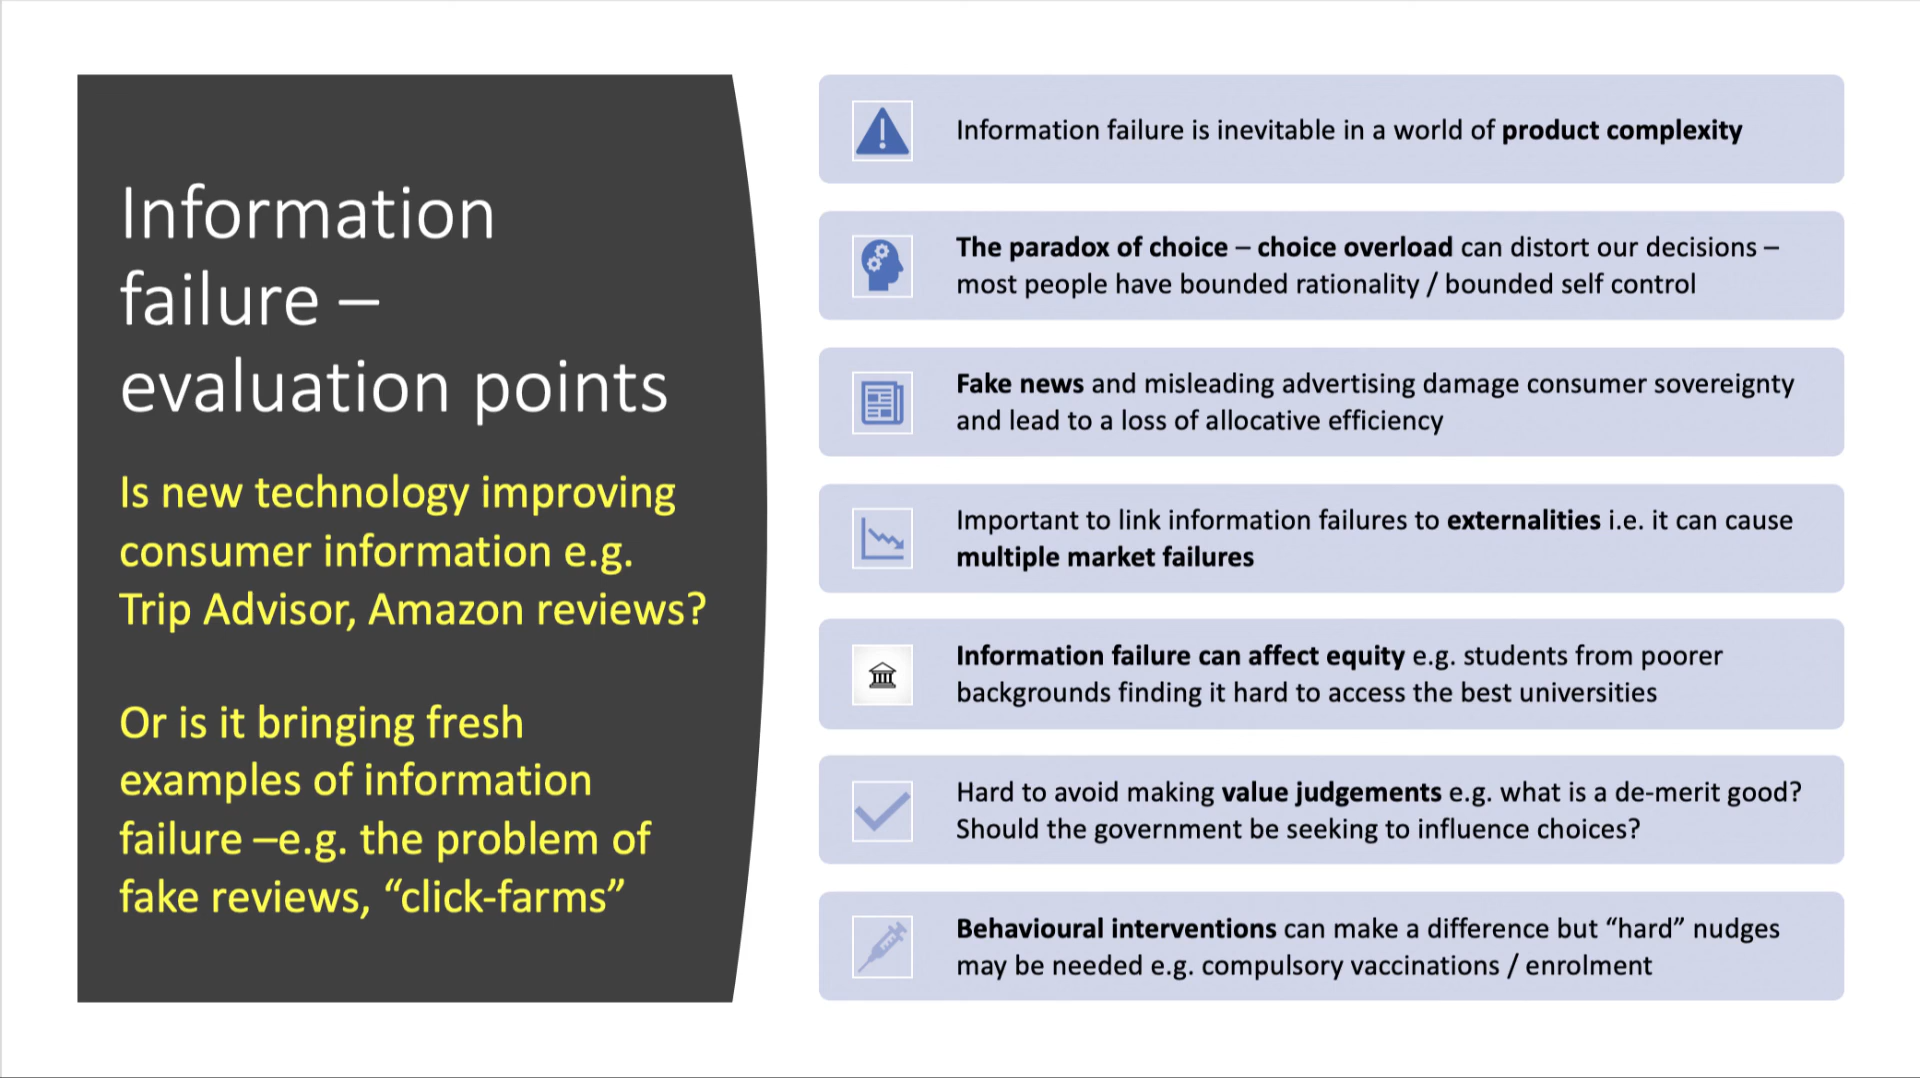 Information
failure –
evaluation points
Is new technology improving
consumer information e.g.
Trip Advisor, Amazon reviews?
Or is it bringing fresh
examples of information
failure –e.g. the problem of
fake reviews, “click-farms”
Information failure is inevitable in a world of product complexity
The paradox of choice – choice overload can distort our decisions –
most people have bounded rationality / bounded self control
Fake news and misleading advertising damage consumer sovereignty
and lead to a loss of allocative efficiency
Important to link information failures to externalities i.e. it can cause
multiple market failures
Information failure can affect equity e.g. students from poorer
backgrounds finding it hard to access the best universities
Hard to avoid making value judgements e.g. what is a de-merit good?
Should the government be seeking to influence choices?
Behavioural interventions can make a difference but “hard” nudges
may be needed e.g. compulsory vaccinations / enrolment